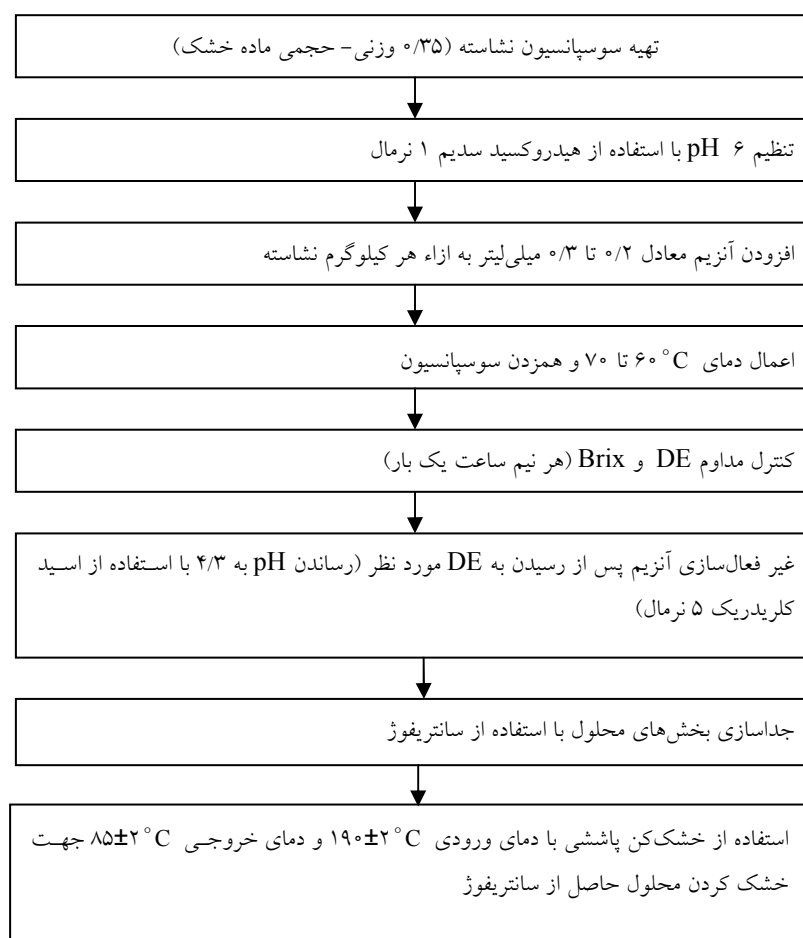 تهیه سوسپانسیون نشاسته (۰/۳۵ وزنی- حجمی ماده خشک)
تنظیم pH ۶ با استفاده از هیدروکسید سدیم ۱ نرمال
افزودن آنزیم معادل ۰/۲ تا ۰/۳ میلی‌لیتر به ازاء هر کیلوگرم نشاسته
اعمال دمای ۶۰°C تا ۷۰ و همزدن سوسپانسیون
کنترل مداوم DE و Brix (هر نیم ساعت یک بار)
غیر فعال‌سازی آنزیم پس از رسیدن به DE مورد نظر (رساندن pH به ۴/۳ با استفاده از اسید
کلریدریک ۵ نرمال)
جداسازی بخش‌های محلول با استفاده از سانتریفوژ
استفاده از خشک‌کن پاششی با دمای ورودی ۱۹۰±۲°C و دمای خروجی ۸۵±۲°C جهت
خشک کردن محلول حاصل از سانتریفوژ